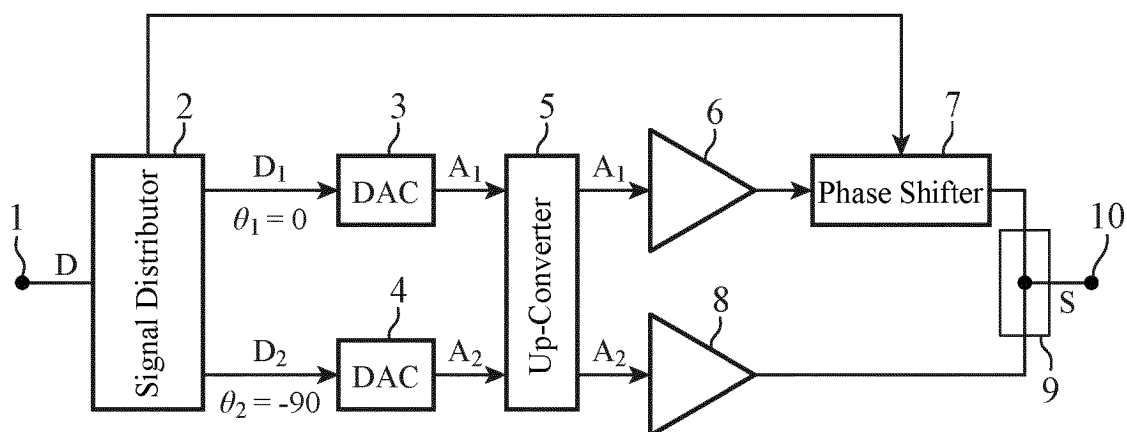 2
3
5
6
7
D₁
A₁
A₁
DAC
Phase Shifter
θ₁ = 0
1
10
D
Signal Distributor
Up-Converter
S
4
8
9
D₂
A₂
A₂
DAC
θ₂ = -90